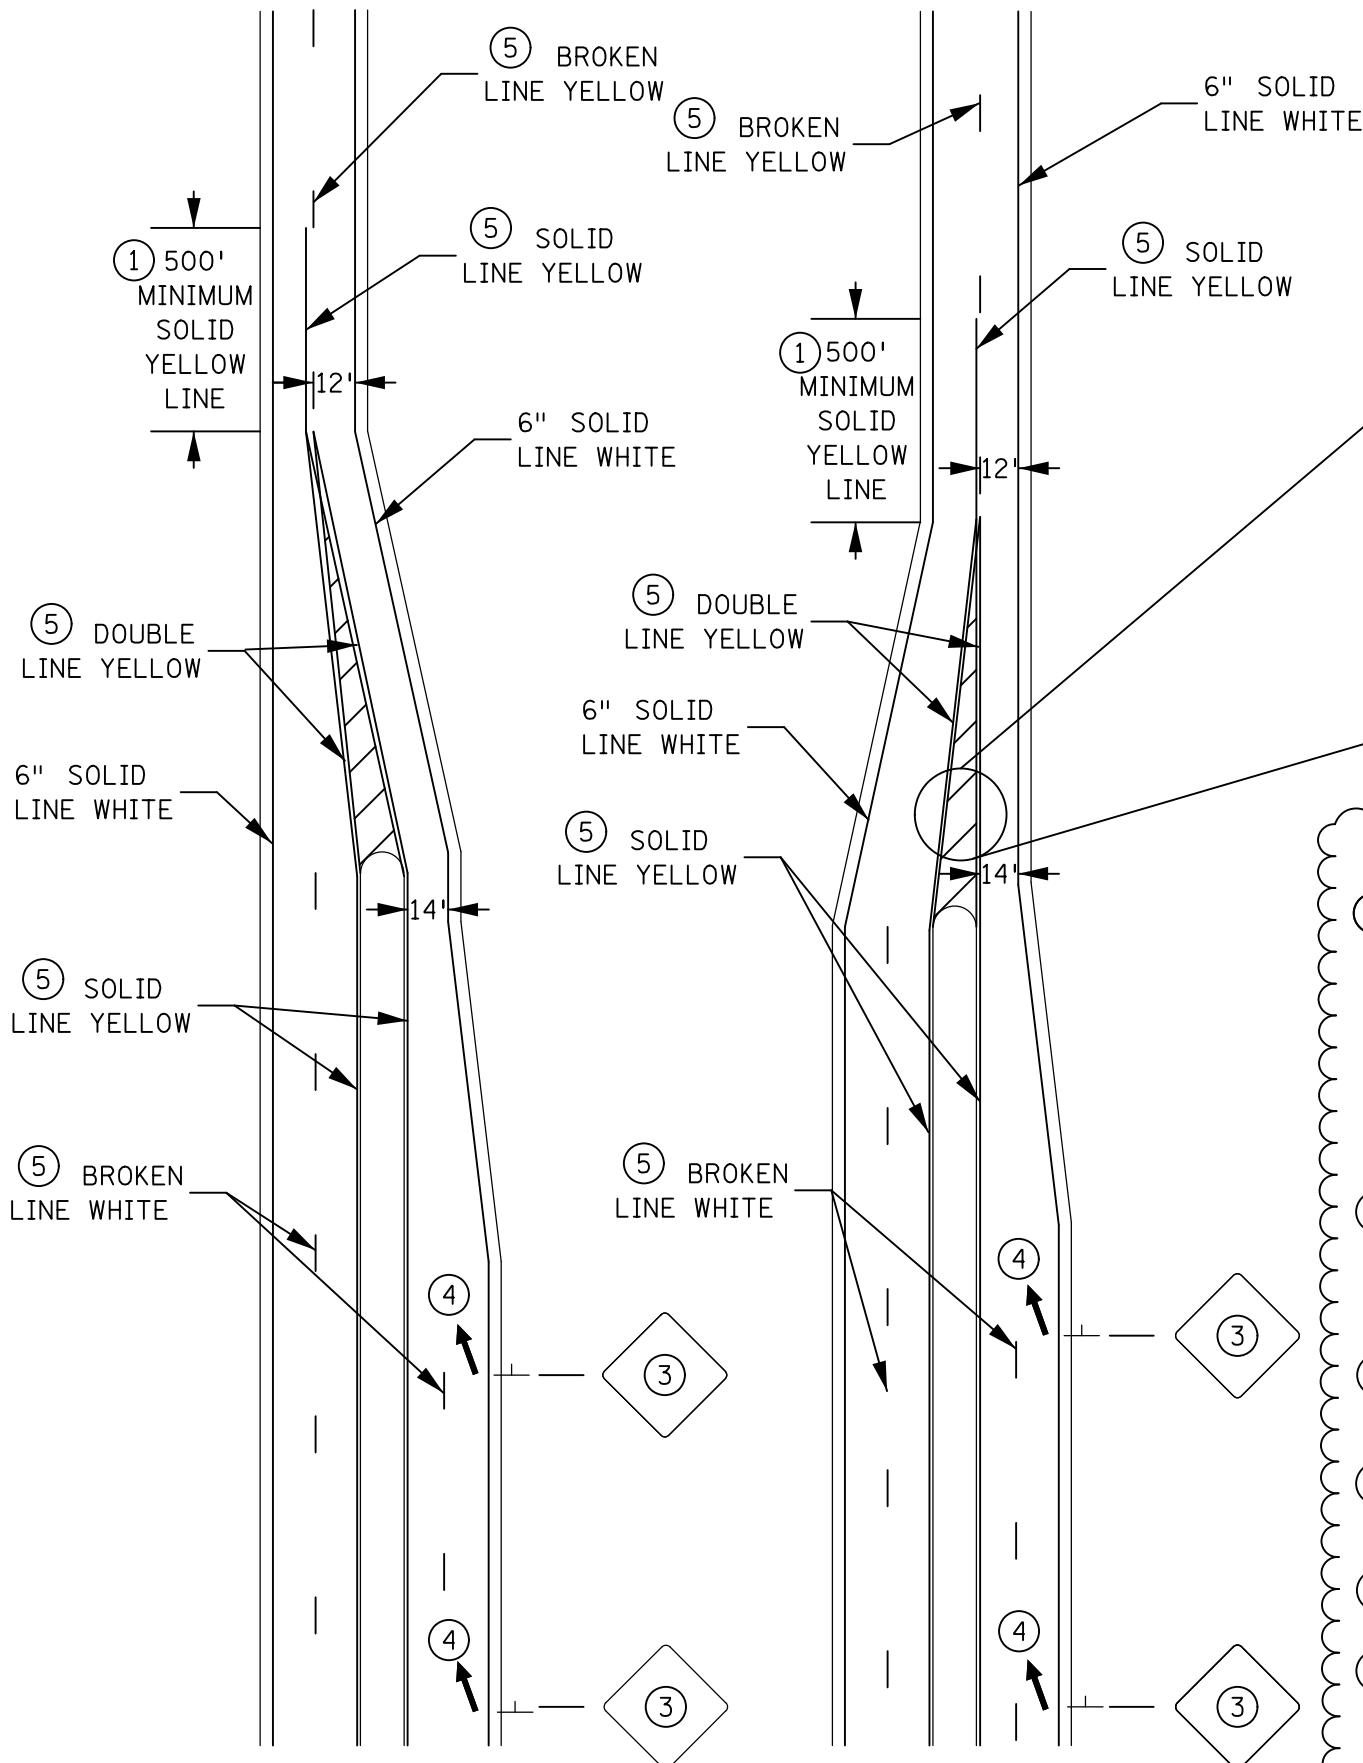 5 BROKEN
LINE YELLOW
5 SOLID
LINE YELLOW
1 500'
MINIMUM
SOLID
YELLOW
LINE
12'
6" SOLID
LINE WHITE
5 DOUBLE
LINE YELLOW
6" SOLID
LINE WHITE
14'
5 SOLID
LINE YELLOW
5 BROKEN
LINE WHITE
4
3
4
3
5 BROKEN
LINE YELLOW
6" SOLID
LINE WHITE
5 SOLID
LINE YELLOW
1 500'
MINIMUM
SOLID
YELLOW
LINE
12'
5 DOUBLE
LINE YELLOW
6" SOLID
LINE WHITE
5 SOLID
LINE YELLOW
14'
5 BROKEN
LINE WHITE
4
3
4
3